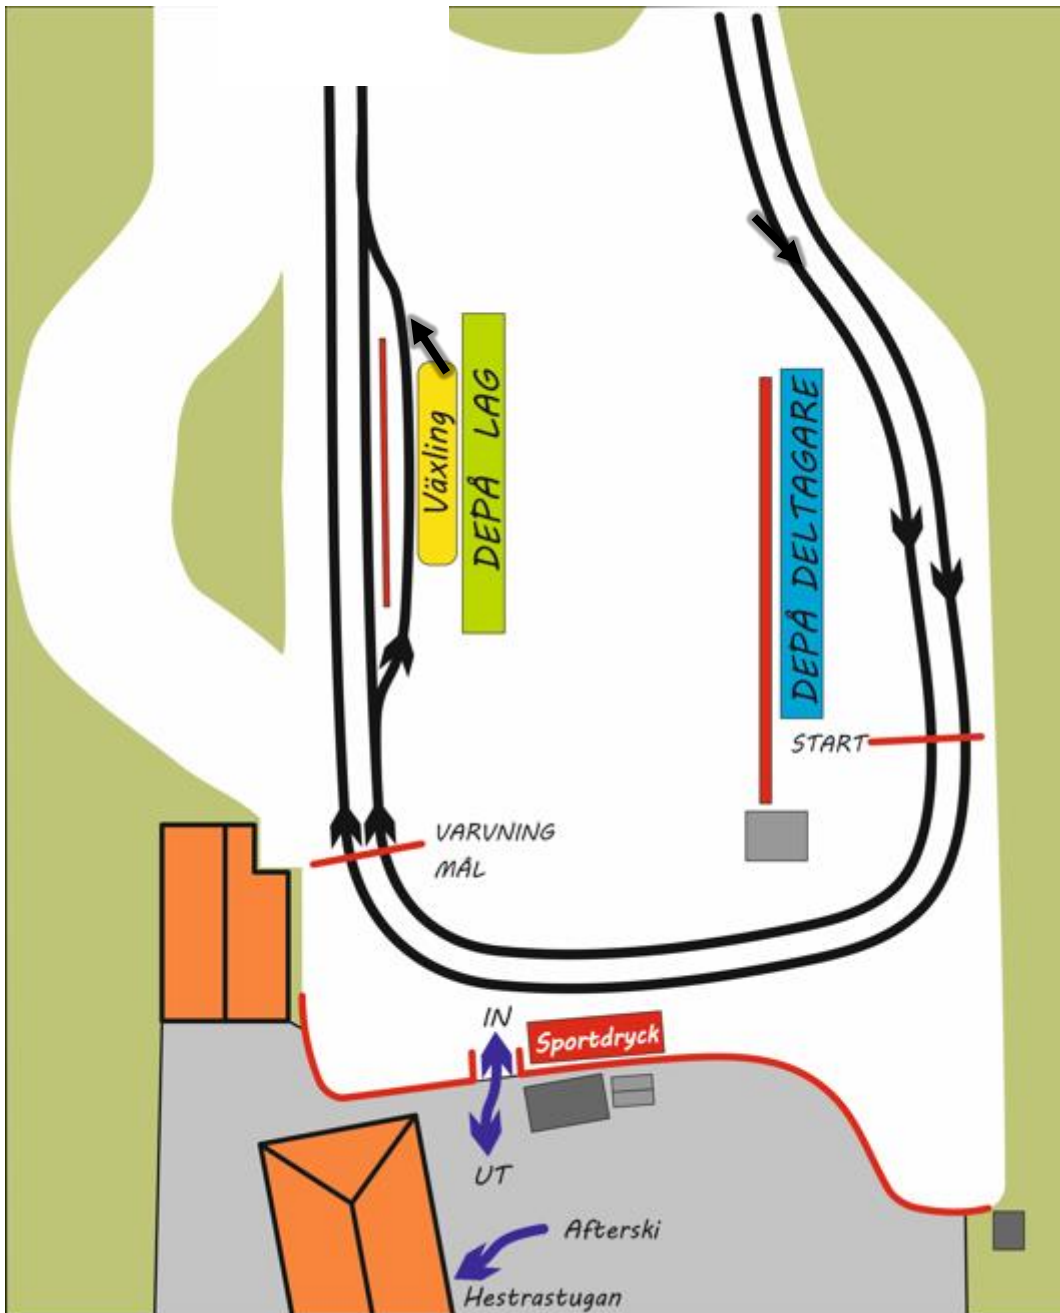 Växling
DEPÅ LAG
DEPÅ DELTAGARE
START
VARVNING
MÅL
IN
Sportdryck
UT
Afterski
Hestrastugan